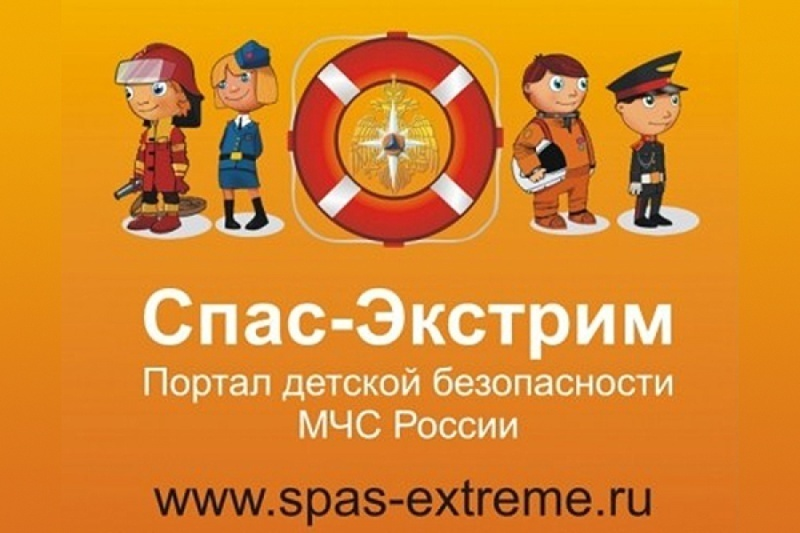 Спас-Экстрим
Портал детской безопасности
МЧС России
www.spas-extreme.ru